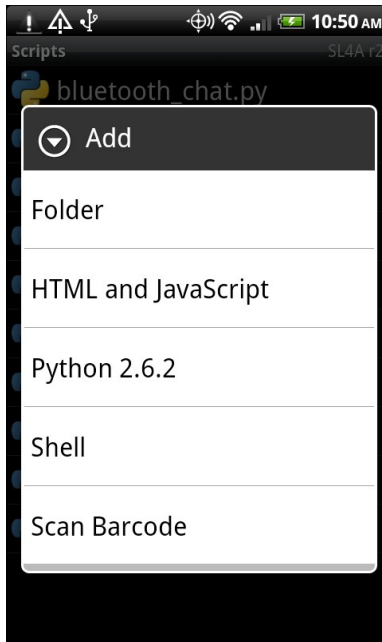 10:50 AM
Scripts SL4A r2
bluetooth_chat.py
Add
Folder
HTML and JavaScript
Python 2.6.2
Shell
Scan Barcode